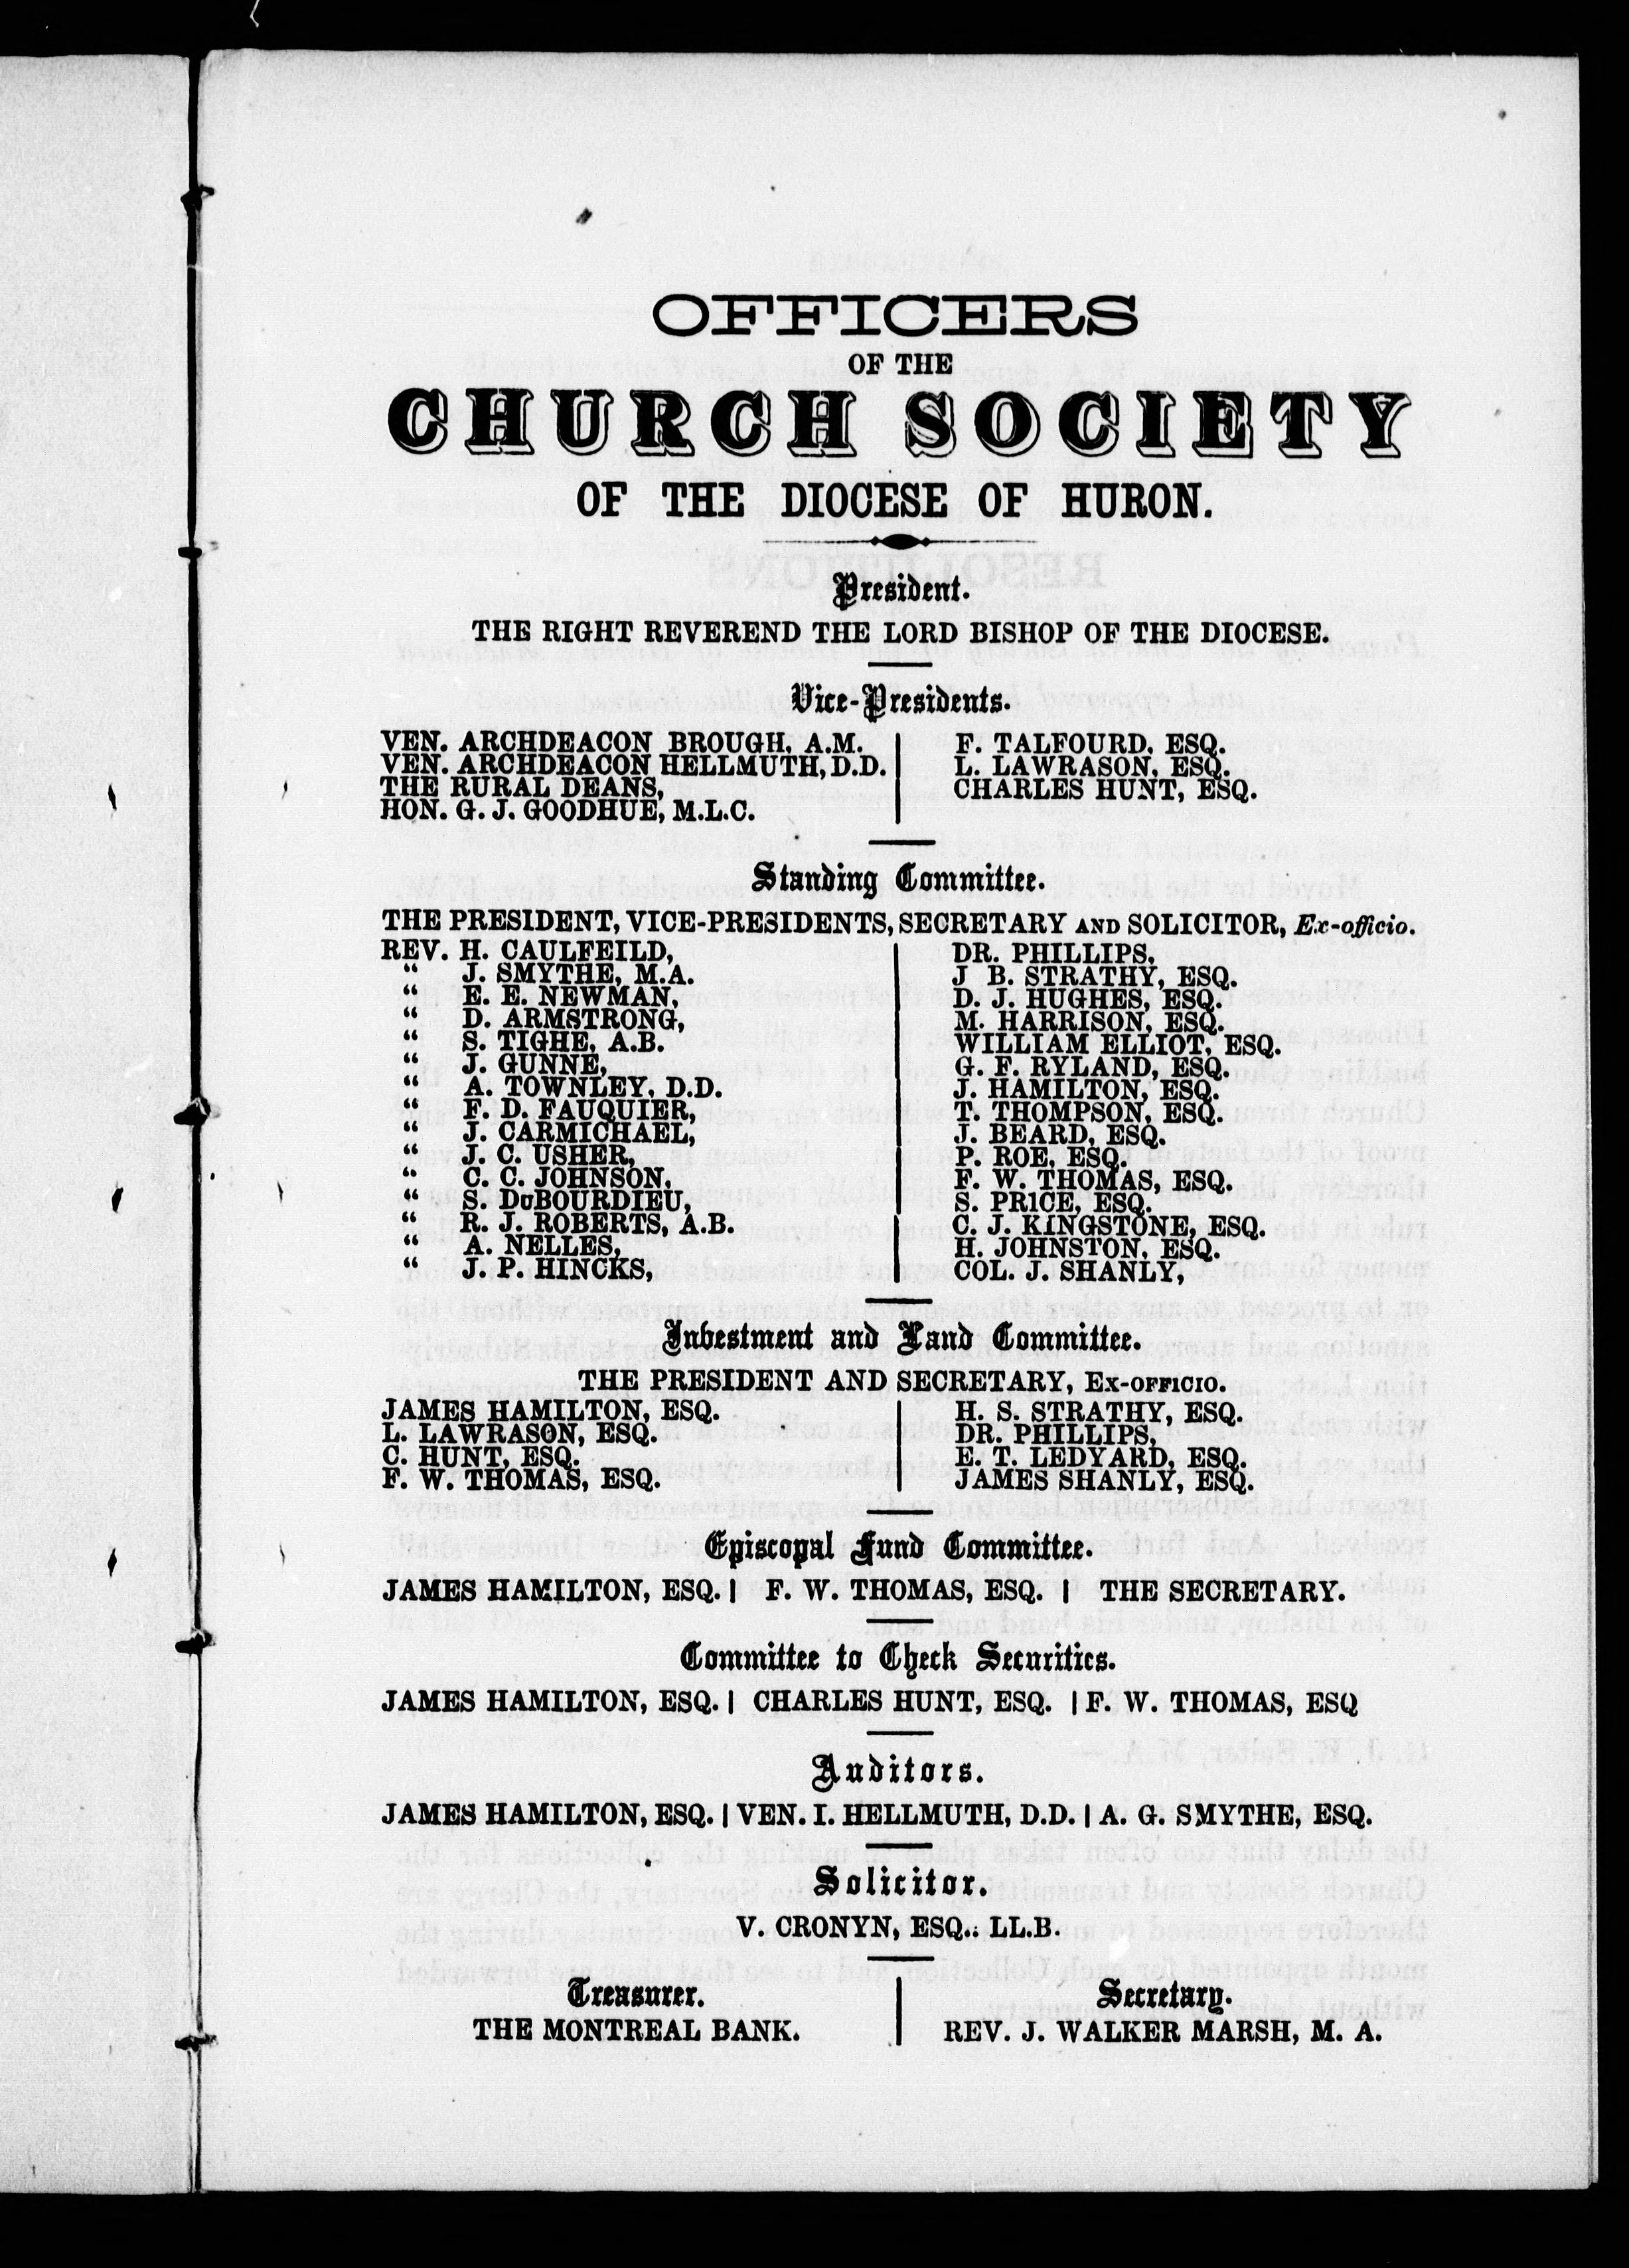 OFFICERS
OF THE
CHURCH SOCIETY
OF THE DIOCESE OF HURON.
President.
THE RIGHT REVEREND THE LORD BISHOP OF THE DIOCESE.
Vice-Presidents.
VEN. ARCHDEACON BROUGH, A.M.
VEN. ARCHDEACON HELLMUTH, D.D.
THE RURAL DEANS,
HON. G. J. GOODHUE, M.L.C.
F. TALFOURD, ESQ.
L. LAWRASON, ESQ.
CHARLES HUNT, ESQ.
Standing Committee.
THE PRESIDENT, VICE-PRESIDENTS, SECRETARY AND SOLICITOR, Ex-officio.
REV. H. CAULFEILD,
“ J. SMYTHE, M.A.
“ E. E. NEWMAN,
“ D. ARMSTRONG,
“ S. TIGHE, A.B.
“ J. GUNNE,
“ A. TOWNLEY, D.D.
“ F. D. FAUQUIER,
“ J. CARMICHAEL,
“ J. C. USHER,
“ C. C. JOHNSON,
“ S. DUBOURDIEU,
“ R. J. ROBERTS, A.B.
“ A. NELLES,
“ J. P. HINCKS,
DR. PHILLIPS,
J B. STRATHY, ESQ.
D. J. HUGHES, ESQ.
M. HARRISON, ESQ.
WILLIAM ELLIOT, ESQ.
G. F. RYLAND, ESQ.
J. HAMILTON, ESQ.
T. THOMPSON, ESQ.
J. BEARD, ESQ.
P. ROE, ESQ.
F. W. THOMAS, ESQ.
S. PRICE, ESQ.
C. J. KINGSTONE, ESQ.
H. JOHNSTON, ESQ.
COL. J. SHANLY,
Investment and Land Committee.
THE PRESIDENT AND SECRETARY, EX-OFFICIO.
JAMES HAMILTON, ESQ.
L. LAWRASON, ESQ.
C. HUNT, ESQ.
F. W. THOMAS, ESQ.
H. S. STRATHY, ESQ.
DR. PHILLIPS,
E. T. LEDYARD, ESQ.
JAMES SHANLY, ESQ.
Episcopal Fund Committee.
JAMES HAMILTON, ESQ. | F. W. THOMAS, ESQ. | THE SECRETARY.
Committee to Check Securities.
JAMES HAMILTON, ESQ. | CHARLES HUNT, ESQ. | F. W. THOMAS, ESQ
Auditors.
JAMES HAMILTON, ESQ. | VEN. I. HELLMUTH, D.D. | A. G. SMYTHE, ESQ.
Solicitor.
V. CRONYN, ESQ.. LL.B.
Treasurer.
THE MONTREAL BANK.
Secretary.
REV. J. WALKER MARSH, M. A.